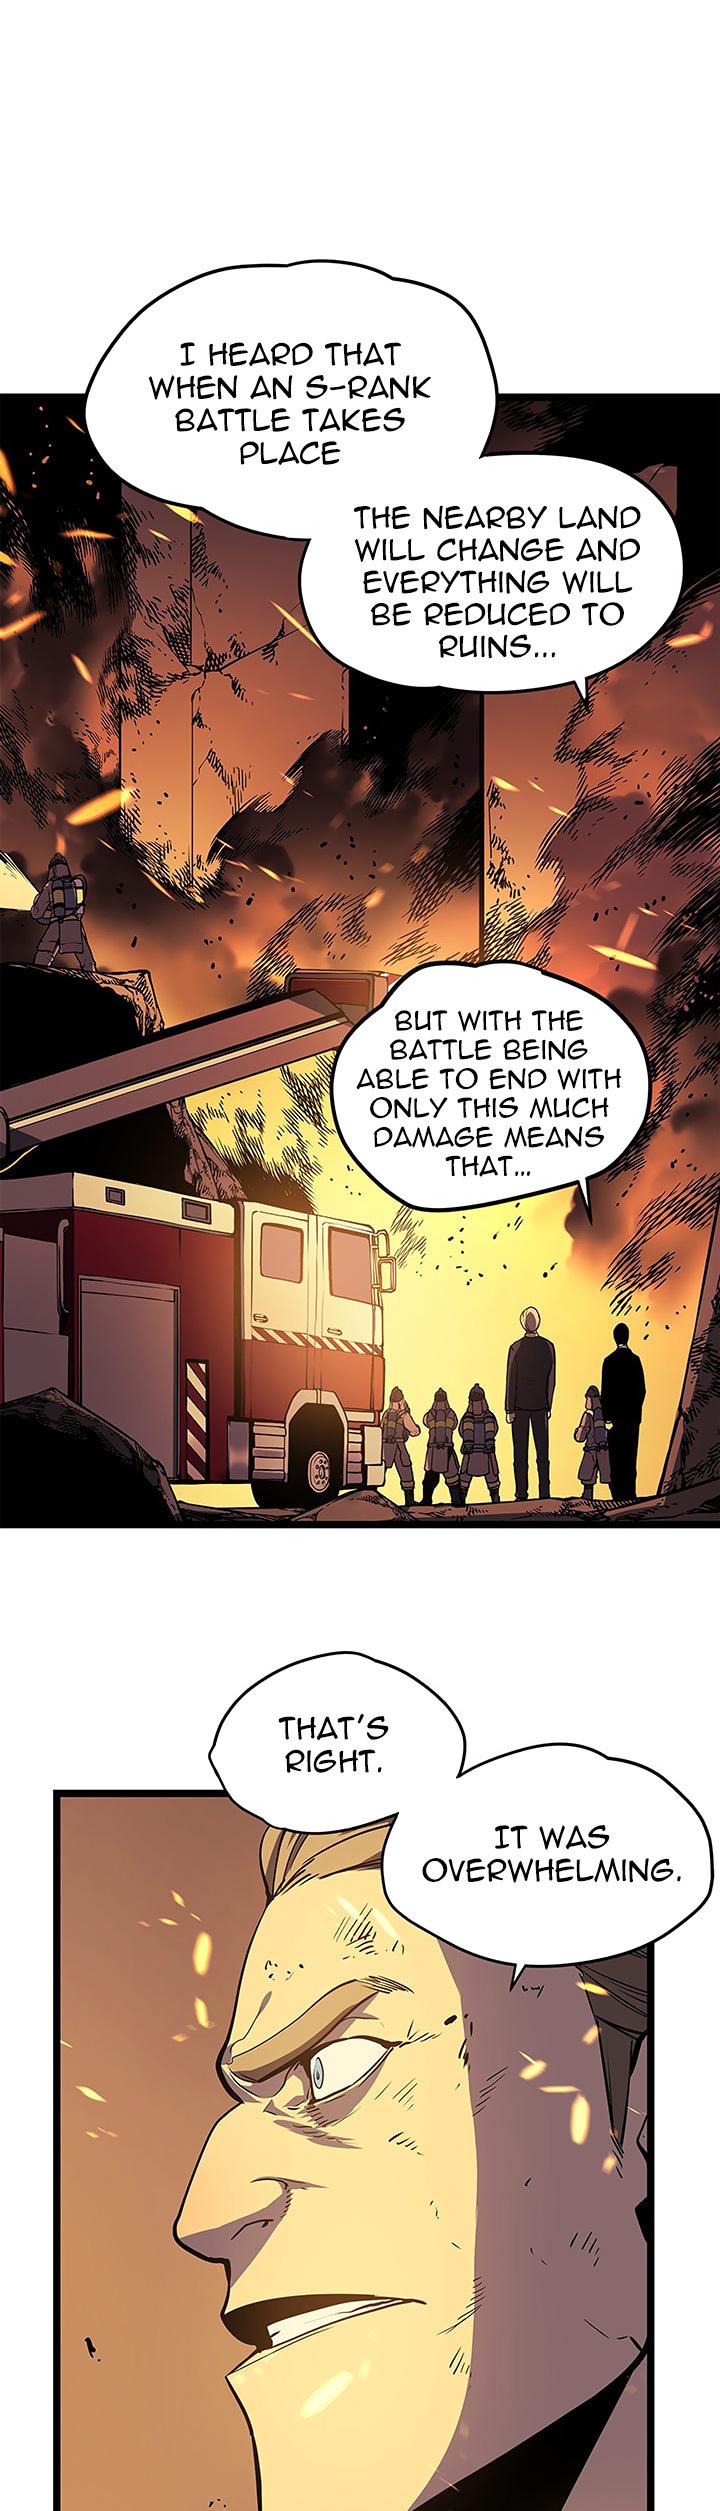 I HEARD THAT
WHEN AN S-RANK
BATTLE TAKES
PLACE
THE NEARBY LAND
WILL CHANGE AND
EVERYTHING WILL
BE REDUCED TO
RUINS...
BUT WITH THE
BATTLE BEING
ABLE TO END WITH
ONLY THIS MUCH
DAMAGE MEANS
THAT...
THAT'S
RIGHT.
IT WAS
OVERWHELMING.